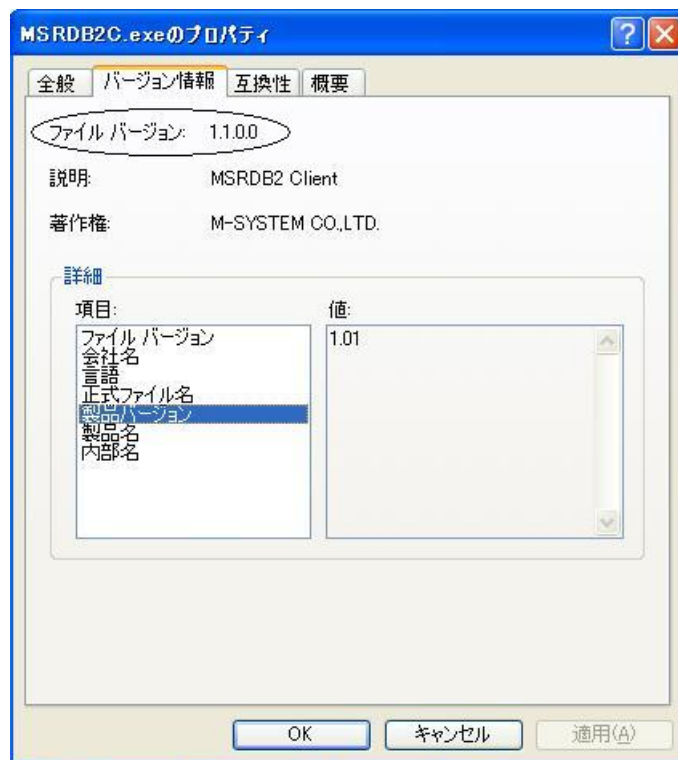 MSRDB2C.exeのプロパティ
全般 バージョン情報 互換性 概要
ファイル バージョン: 1.1.0.0
説明: MSRDB2 Client
著作権: M-SYSTEM CO.,LTD.
詳細
項目: 値:
ファイル バージョン 1.01
会社名
言語
正式ファイル名
製品バージョン
製品名
内部名
OK キャンセル 適用(A)